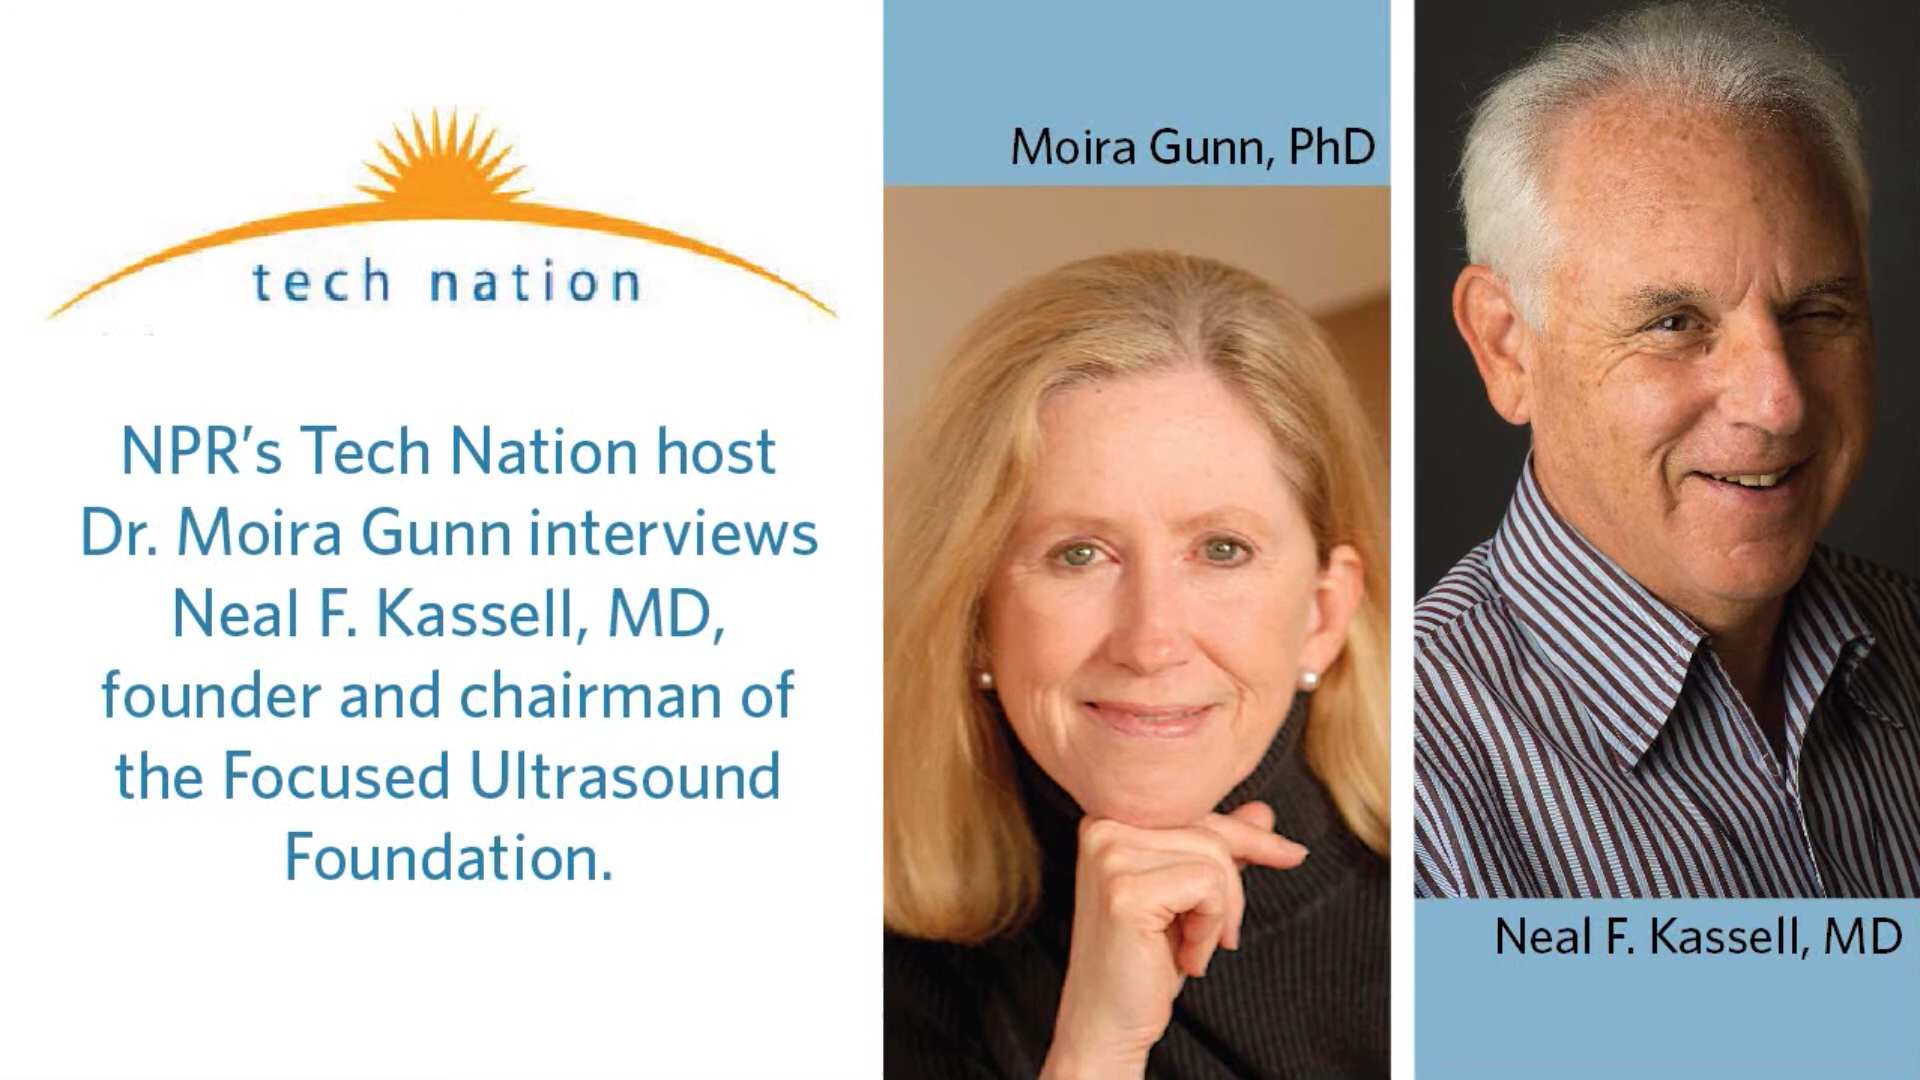 tech nation
NPR's Tech Nation host
Dr. Moira Gunn interviews
Neal F. Kassell, MD,
founder and chairman of
the Focused Ultrasound
Foundation.
Moira Gunn, PhD
Neal F. Kassell, MD